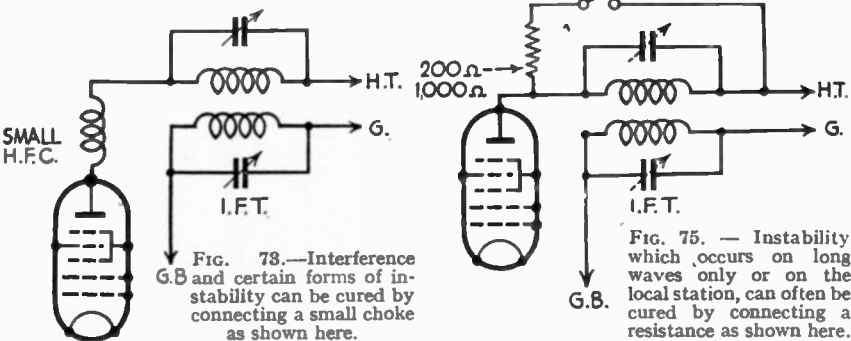 SMALL
H.F.C.
H.T.
G.
I.F.T.
G.B
FIG. 73.—Interference
and certain forms of in-
stability can be cured by
connecting a small choke
as shown here.
200Ω
1,000Ω
H.T.
G.
I.F.T.
G.B.
FIG. 75. — Instability
which occurs on long
waves only or on the
local station, can often be
cured by connecting a
resistance as shown here.